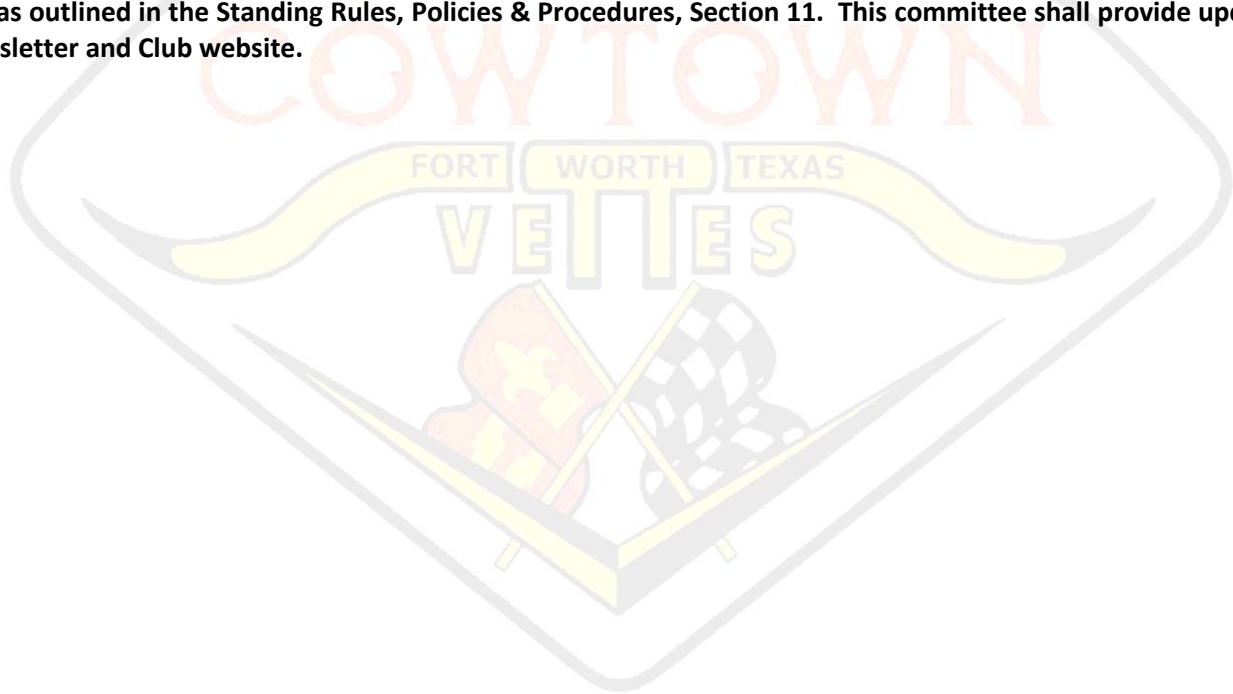 as outlined in the Standing Rules, Policies & Procedures, Section 11.  This committee shall provide
sletter and Club website.
COWTOWN
FORT WORTH TEXAS
VETTES